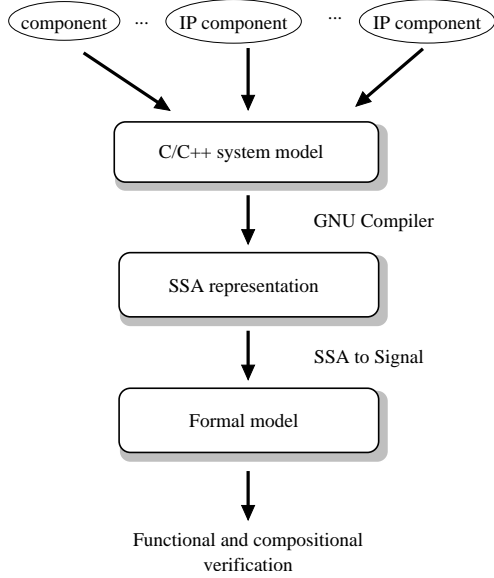 component ... IP component ... IP component
C/C++ system model
GNU Compiler
SSA representation
SSA to Signal
Formal model
Functional and compositional
verification